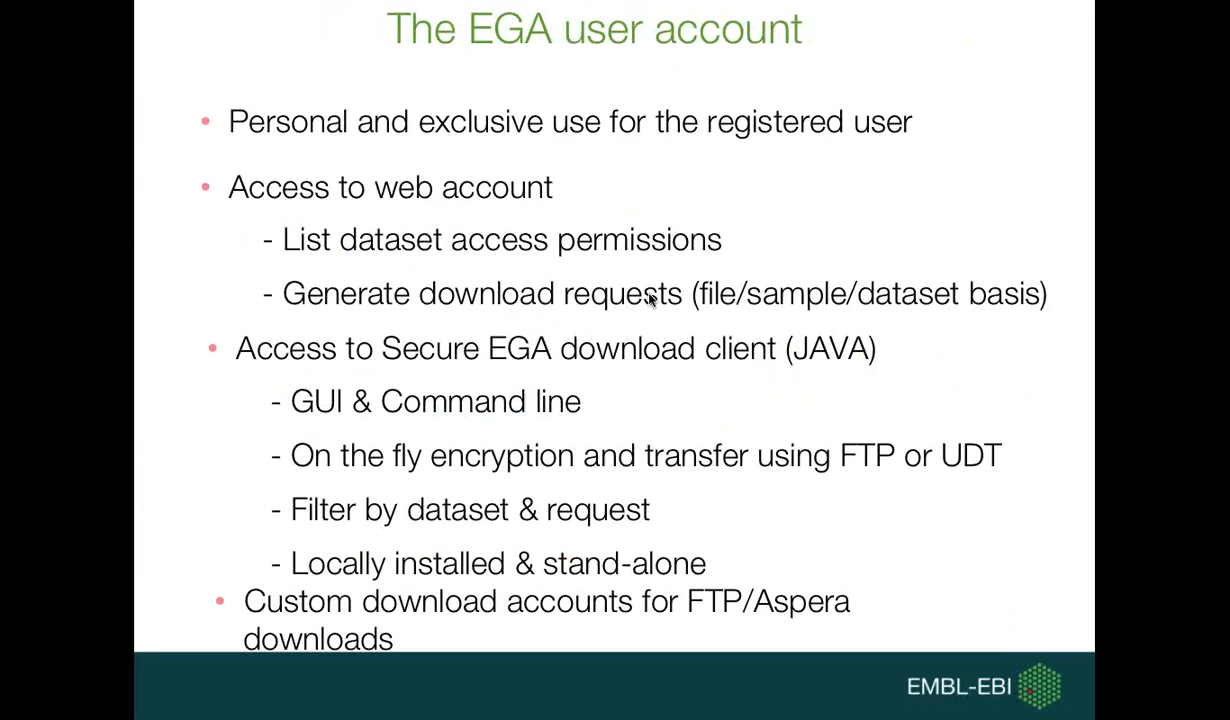 The EGA user account
• Personal and exclusive use for the registered user
• Access to web account
- List dataset access permissions
- Generate download requests (file/sample/dataset basis)
• Access to Secure EGA download client (JAVA)
- GUI & Command line
- On the fly encryption and transfer using FTP or UDT
- Filter by dataset & request
- Locally installed & stand-alone
• Custom download accounts for FTP/Aspera
downloads
EMBL-EBI